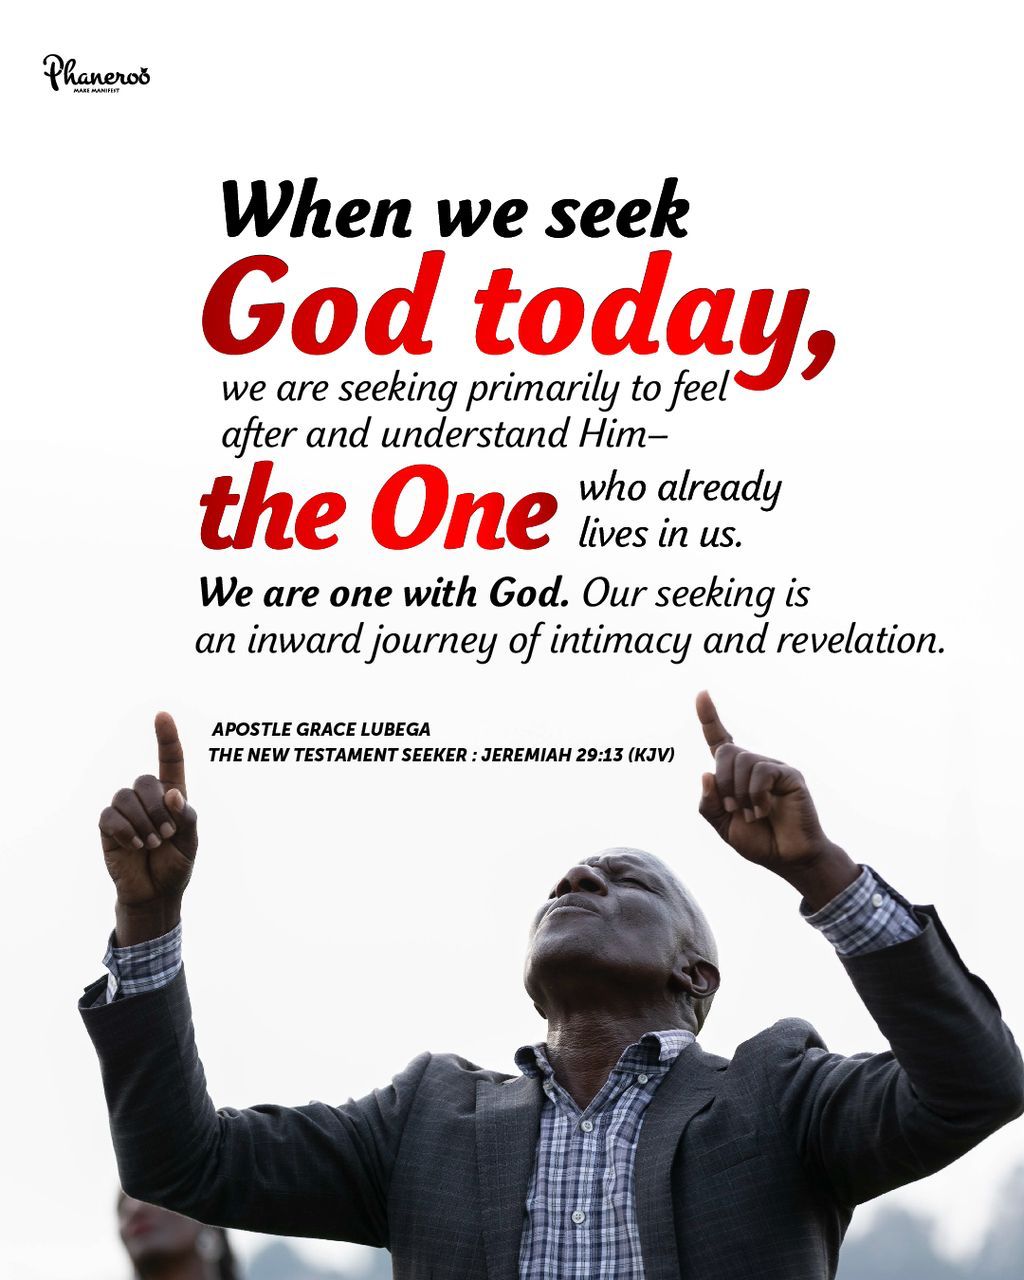 Phaneroo
MAKE MANIFEST
When we seek
God today,
we are seeking primarily to feel
after and understand Him–
the One who already
lives in us.
We are one with God. Our seeking is
an inward journey of intimacy and revelation.
APOSTLE GRACE LUBEGA
THE NEW TESTAMENT SEEKER : JEREMIAH 29:13 (KJV)